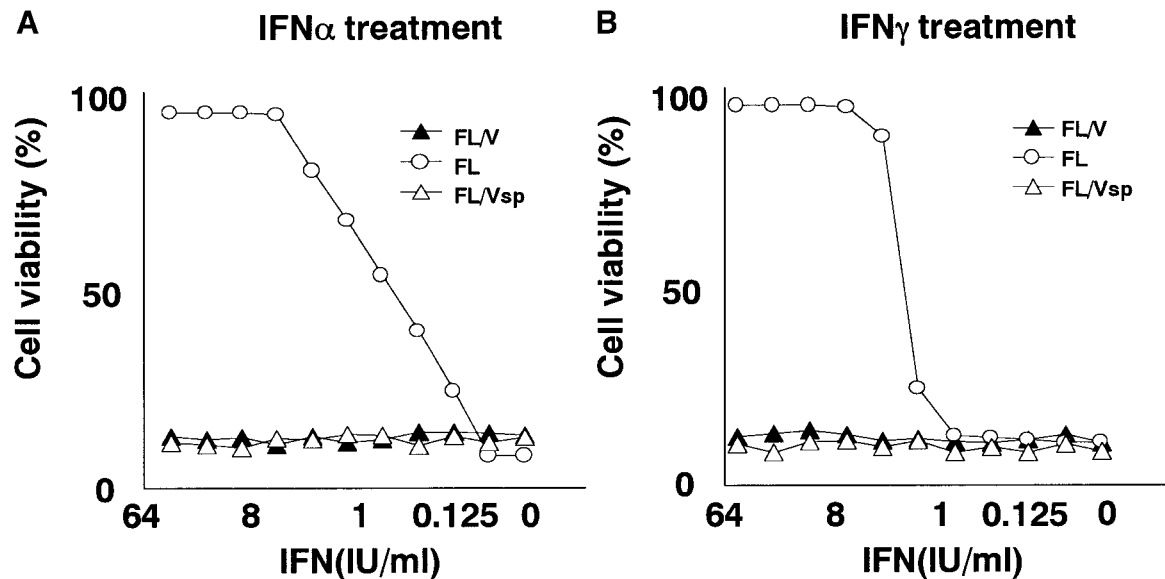 A
IFNα treatment
Cell viability (%)
100
50
0
FL/V
FL
FL/Vsp
64 8 1 0.125 0
IFN(IU/ml)
B
IFNγ treatment
Cell viability (%)
100
50
0
FL/V
FL
FL/Vsp
64 8 1 0.125 0
IFN(IU/ml)